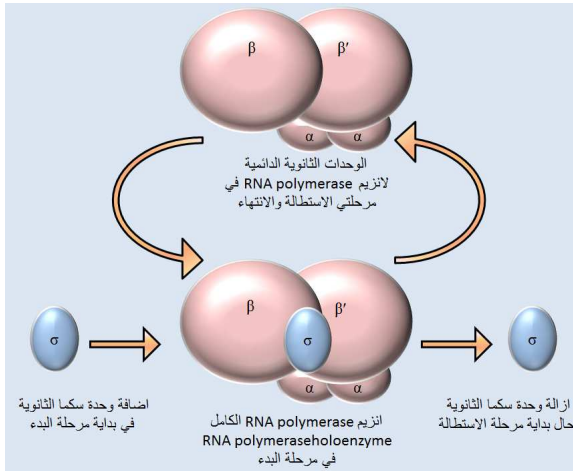 β
β′
α
α
الوحدات الثانوية الدائمية
لانزيم RNA polymerase في
مرحلتي الاستطالة والانتهاء
β
β′
σ
σ
σ
α
α
اضافة وحدة سكما الثانوية
في بداية مرحلة البدء
انزيم RNA polymerase الكامل
RNA polymeraseholoenzyme
في مرحلة البدء
ازالة وحدة سكما الثانوية
حال بداية مرحلة الاستطالة